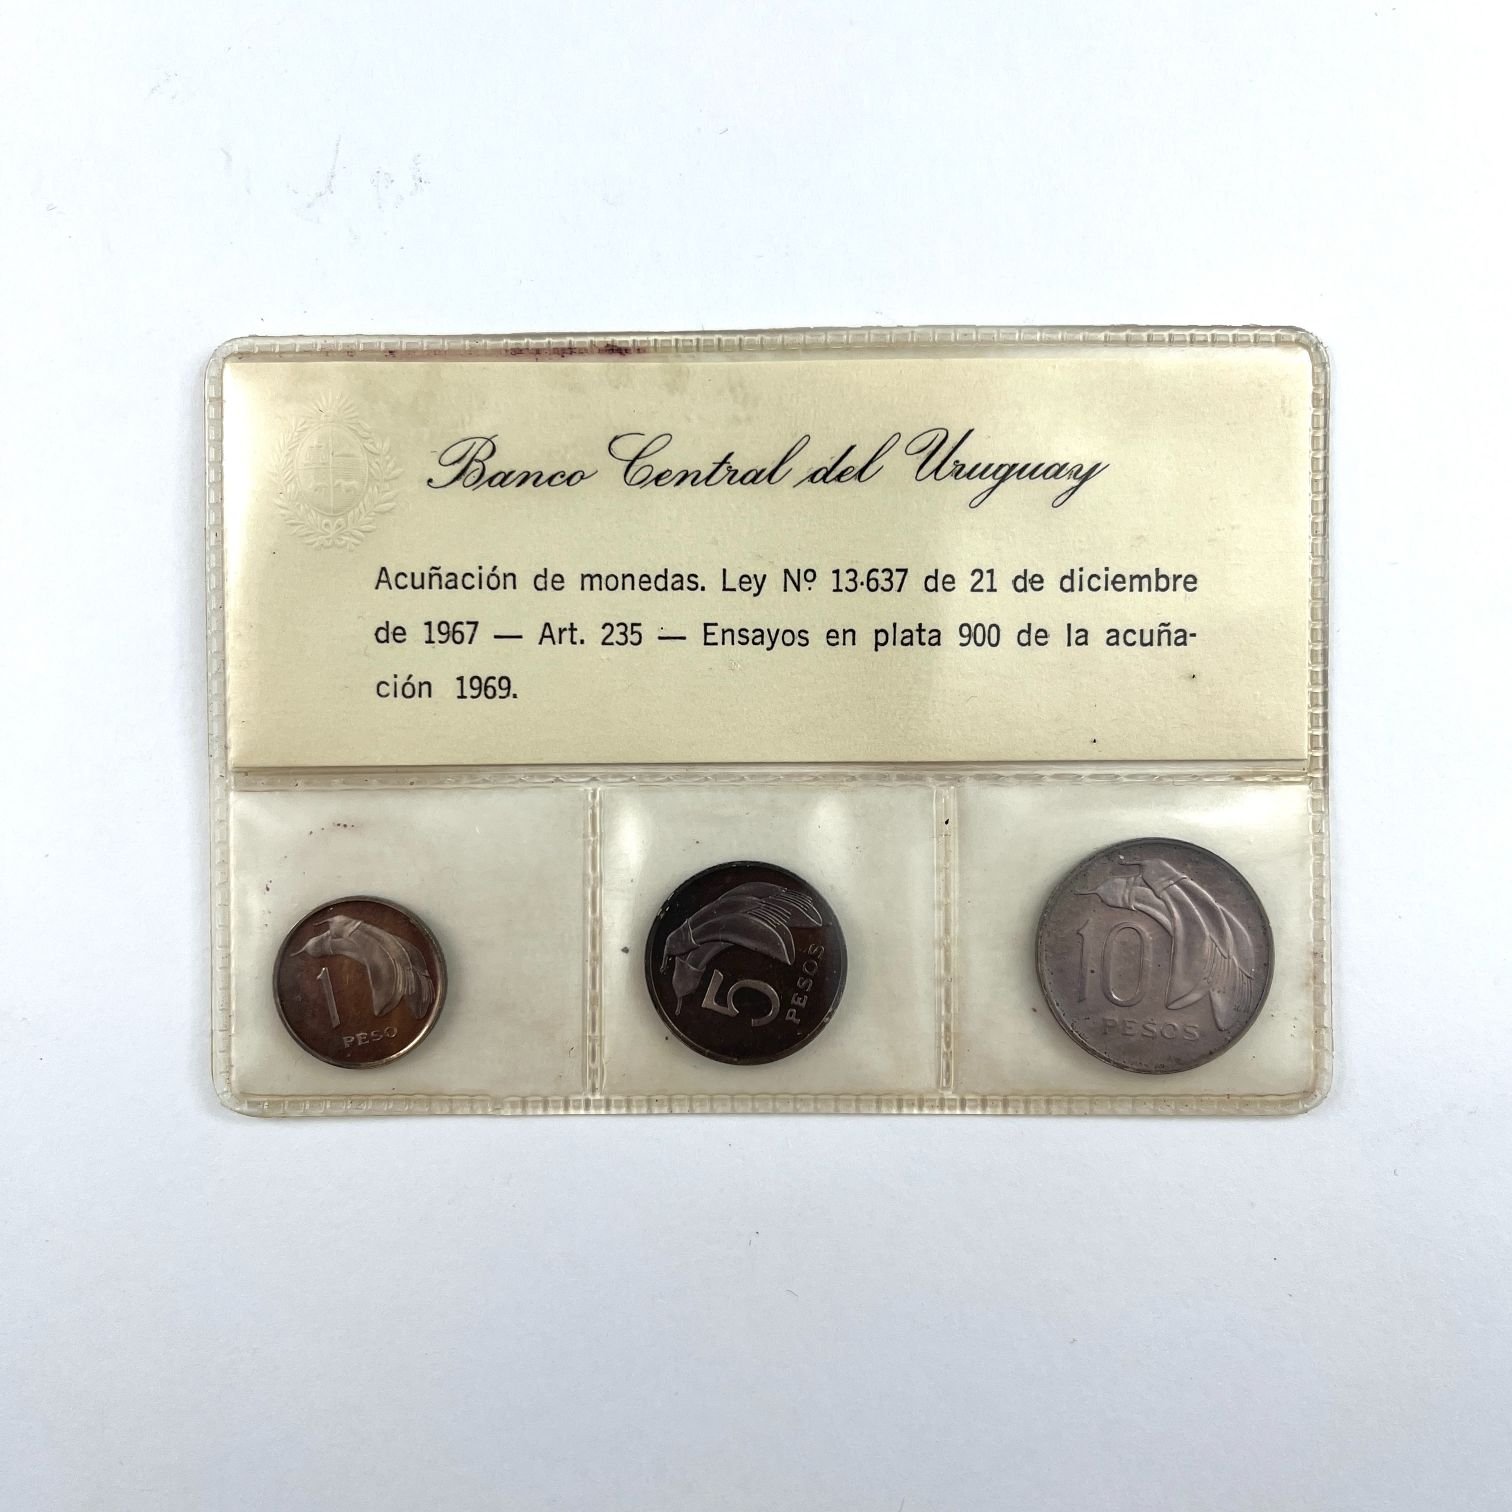 Banco Central del Uruguay
Acuñación de monedas. Ley Nº 13.637 de 21 de diciembre
de 1967 — Art. 235 — Ensayos en plata 900 de la acuña-
ción 1969.
1
PESO
5
PESOS
10
PESOS